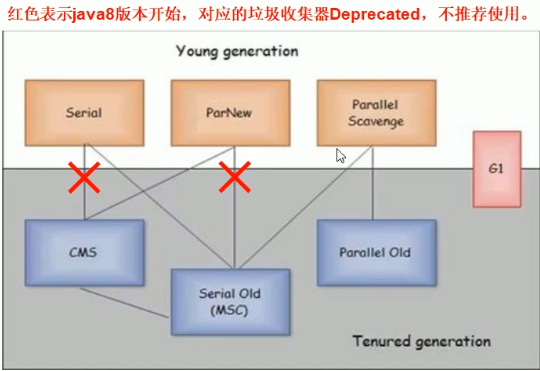 红色表示java8版本开始，对应的垃圾收集器Deprecated，不推荐使用。
Young generation
Serial
ParNew
Parallel
Scavenge
G1
CMS
Serial Old
(MSC)
Parallel Old
Tenured generation